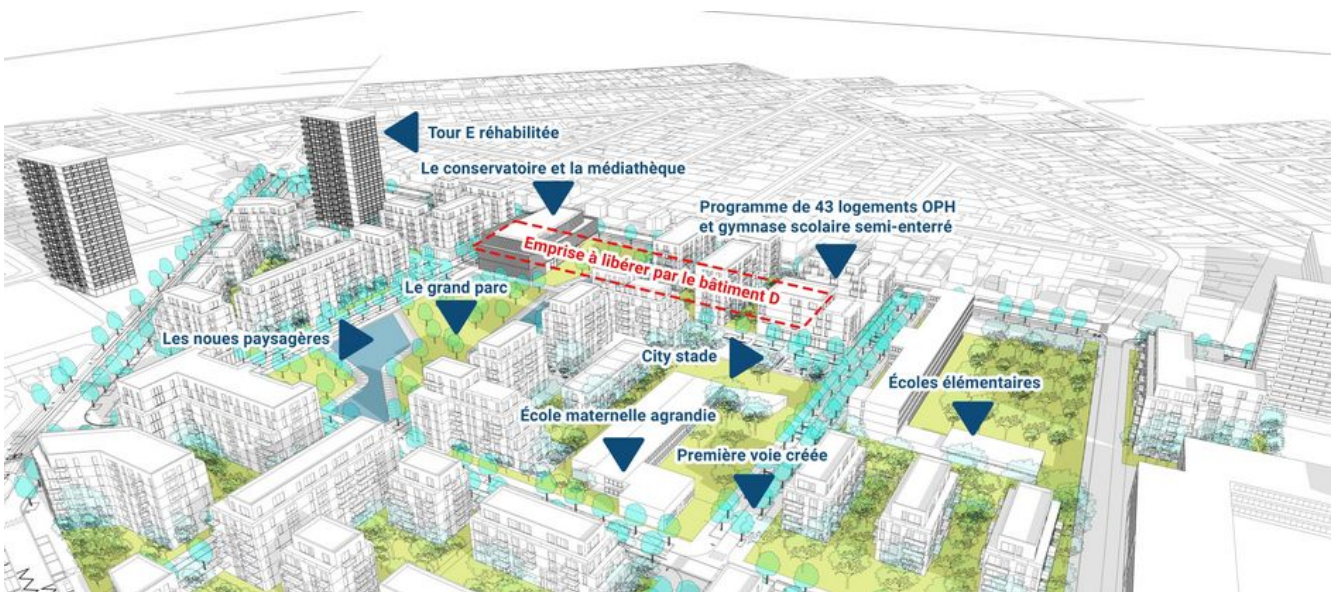 Tour E réhabilitée
Le conservatoire et la médiathèque
Programme de 43 logements OPH
et gymnase scolaire semi-enterré
Emprise à libérer par le bâtiment D
Le grand parc
Les noues paysagères
City stade
Écoles élémentaires
École maternelle agrandie
Première voie créée